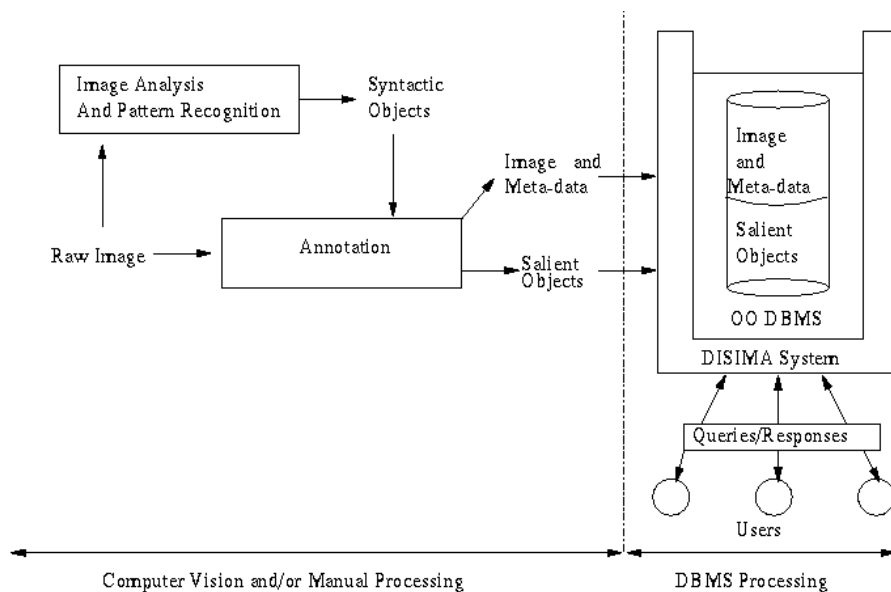 Image Analysis
And Pattern Recognition
Syntactic
Objects
Image and
Meta-data
Raw Image
Annotation
Salient
Objects
Image
and
Meta-data
Salient
Objects
OO DBMS
DISIMA System
Queries/Responses
Users
Computer Vision and/or Manual Processing
DBMS Processing